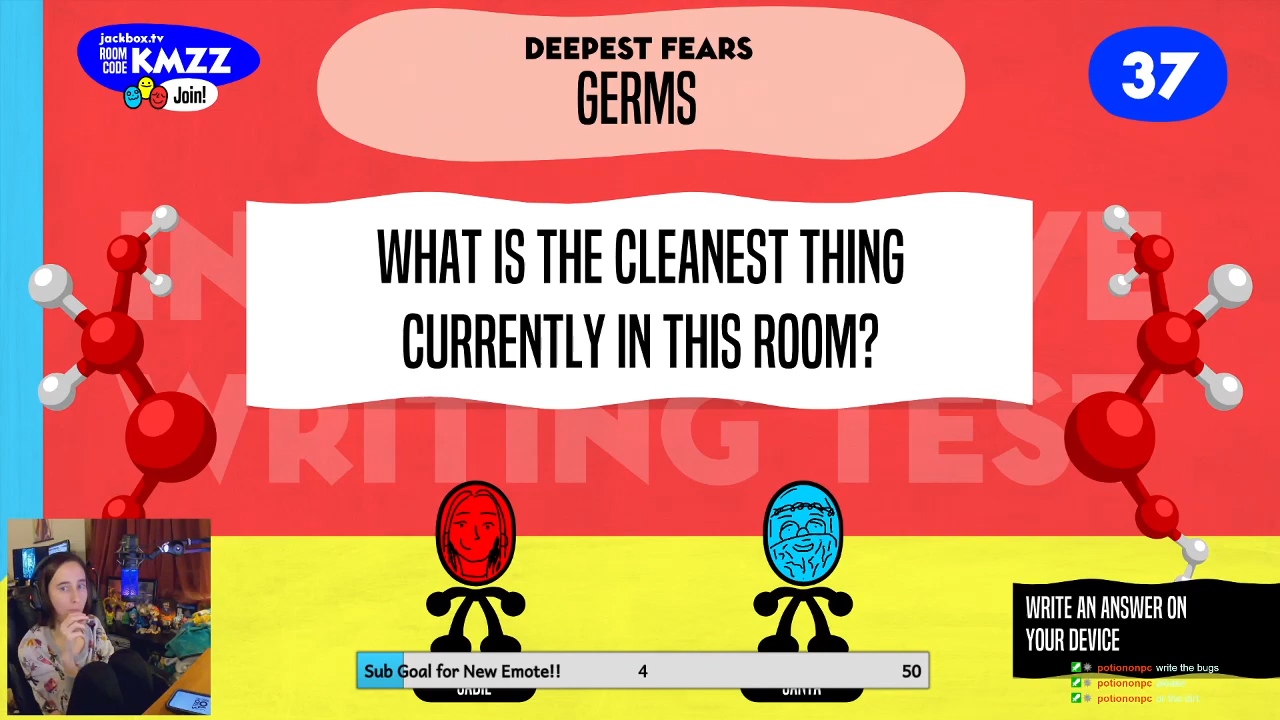 jackbox.tv
ROOM CODE KMZZ
Join!
DEEPEST FEARS
GERMS
37
WHAT IS THE CLEANEST THING
CURRENTLY IN THIS ROOM?
WRITING TEST
WRITE AN ANSWER ON
YOUR DEVICE
potiononpc write the bugs
potiononpc
potiononpc
Sub Goal for New Emote!! 4 50